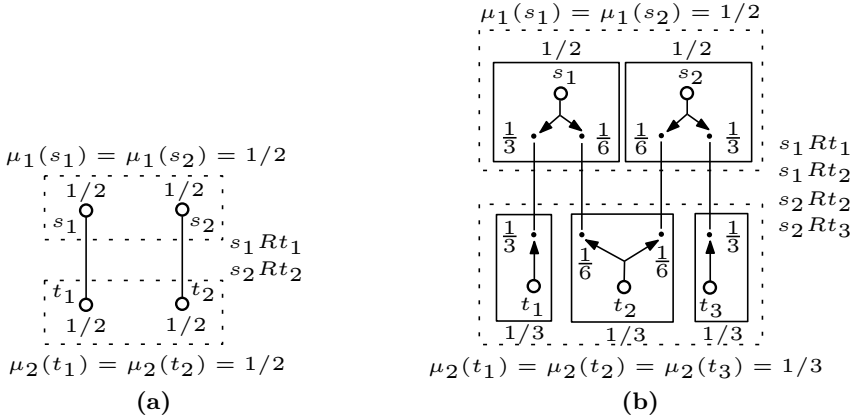 μ₁(s₁) = μ₁(s₂) = 1/2
1/2 1/2
s₁ s₂
t₁ t₂
1/2 1/2
s₁Rt₁
s₂Rt₂
μ₂(t₁) = μ₂(t₂) = 1/2
(a)
μ₁(s₁) = μ₁(s₂) = 1/2
1/2 1/2
s₁ s₂
1/3 1/6 1/6 1/3
s₁Rt₁
s₁Rt₂
s₂Rt₂
s₂Rt₃
1/3 1/6 1/6 1/3
t₁ t₂ t₃
1/3 1/3 1/3
μ₂(t₁) = μ₂(t₂) = μ₂(t₃) = 1/3
(b)